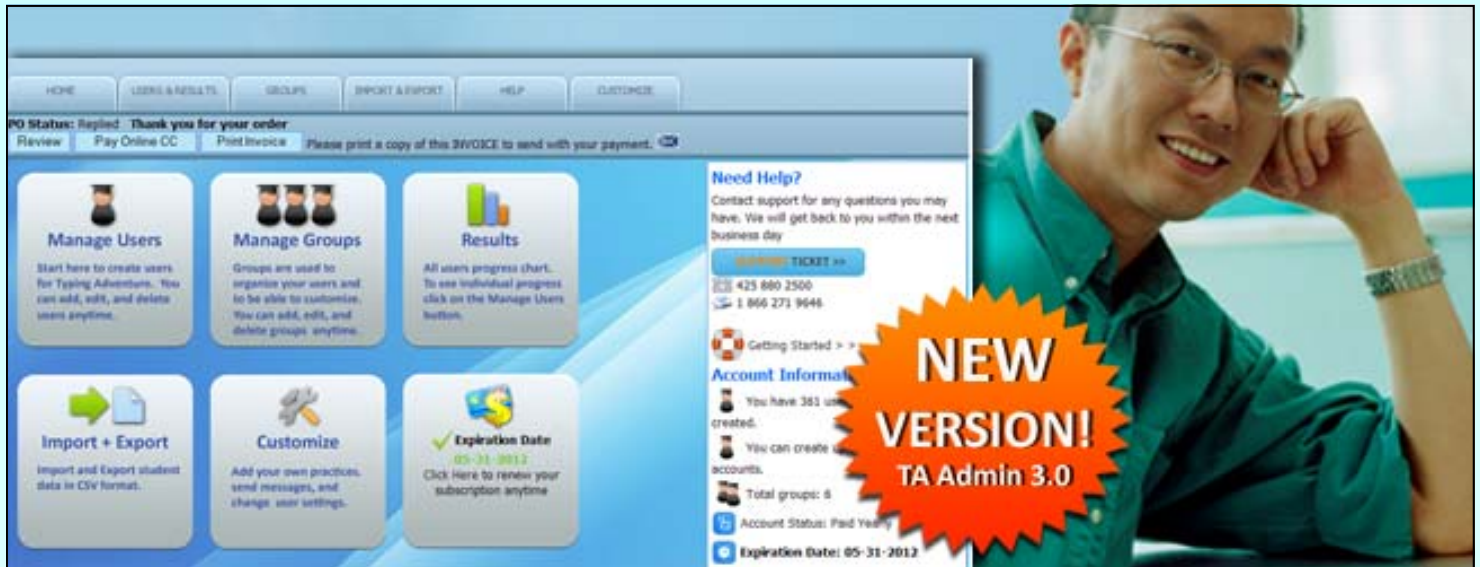 HOME
USERS & RESULTS
GROUPS
IMPORT & EXPORT
HELP
CUSTOMIZE
PO Status: Replied Thank you for your order
Review Pay Online CC Print Invoice Please print a copy of this INVOICE to send with your payment.
Manage Users
Start here to create users
for Typing Adventure. You
can add, edit, and delete
users anytime.
Manage Groups
Groups are used to
organize your users and
to be able to customize.
You can add, edit, and
delete groups anytime.
Results
All users progress chart.
To see individual progress
click on the Manage Users
button.
Import + Export
Import and Export student
data in CSV format.
Customize
Add your own practices,
send messages, and
change user settings.
Expiration Date
05-31-2012
Click Here to renew your
subscription anytime
Need Help?
Contact support for any questions you may
have. We will get back to you within the next
business day
TICKET >>
425 880 2500
1 866 271 9646
Getting Started > >
Account Informat
You have 361 us
created.
You can create
accounts.
Total groups: 6
Account Status: Paid Yearly
Expiration Date: 05-31-2012
NEW
VERSION!
TA Admin 3.0